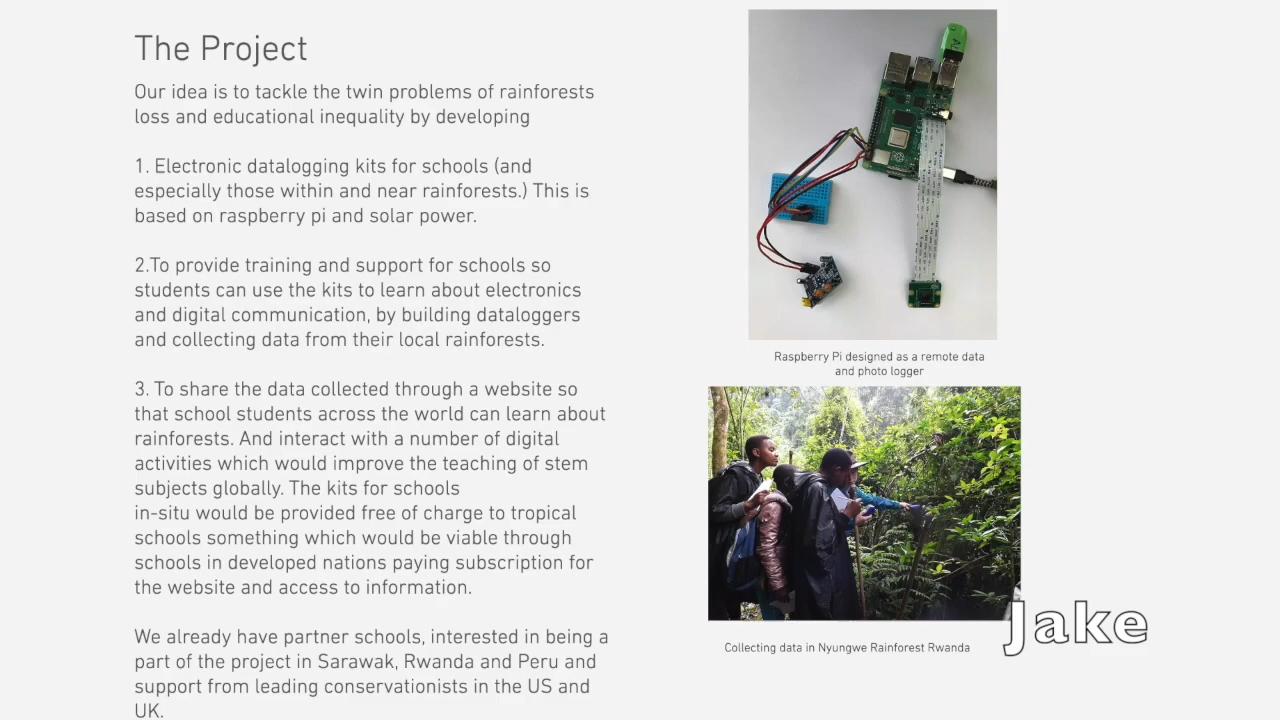 The Project
Our idea is to tackle the twin problems of rainforests
loss and educational inequality by developing
1. Electronic datalogging kits for schools (and
especially those within and near rainforests.) This is
based on raspberry pi and solar power.
2.To provide training and support for schools so
students can use the kits to learn about electronics
and digital communication, by building dataloggers
and collecting data from their local rainforests.
3. To share the data collected through a website so
that school students across the world can learn about
rainforests. And interact with a number of digital
activities which would improve the teaching of stem
subjects globally. The kits for schools
in-situ would be provided free of charge to tropical
schools something which would be viable through
schools in developed nations paying subscription for
the website and access to information.
We already have partner schools, interested in being a
part of the project in Sarawak, Rwanda and Peru and
support from leading conservationists in the US and
UK.
Raspberry Pi designed as a remote data
and photo logger
Collecting data in Nyungwe Rainforest Rwanda
Jake